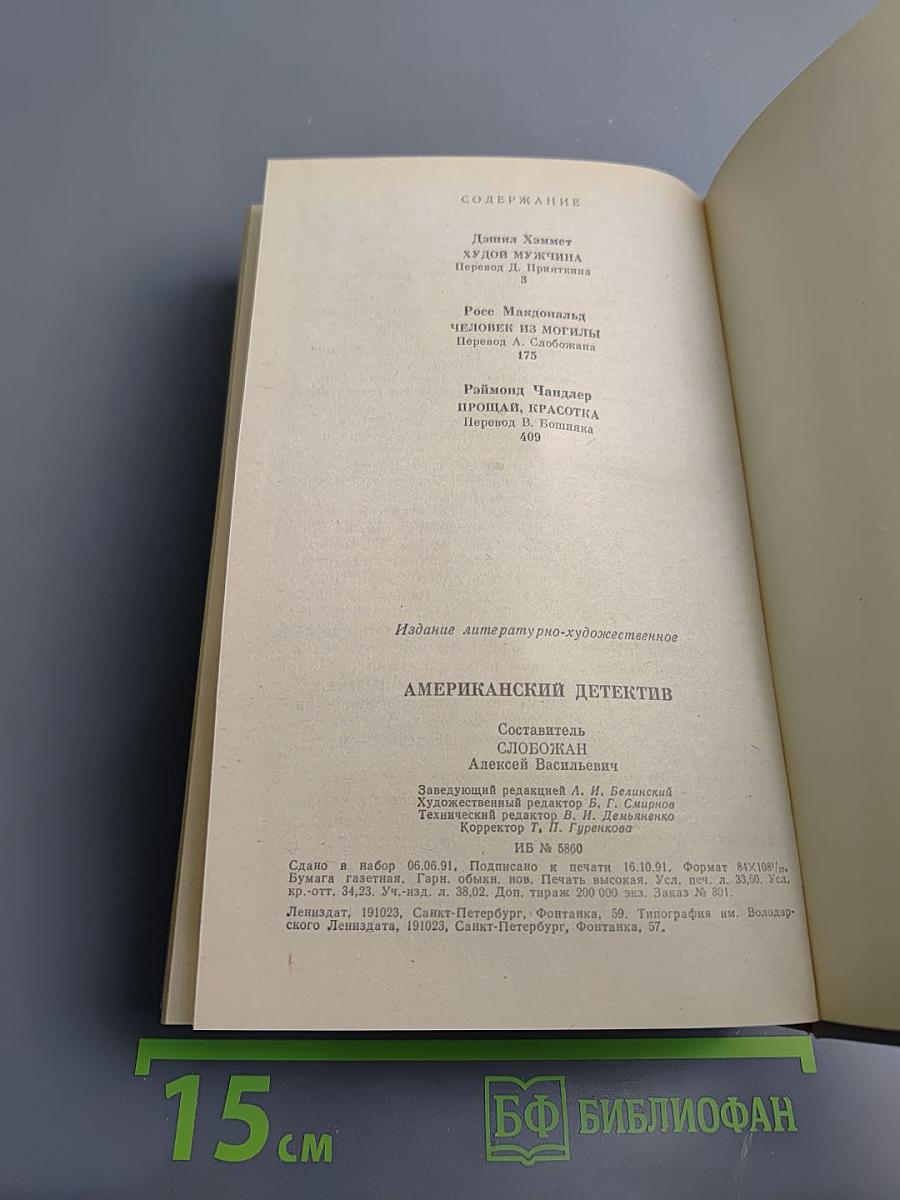 СОДЕРЖАНИЕ
Дэшил Хэммет
ХУДОЙ МУЖЧИНА
Перевод Д. Прияткина
3
Росс Макдональд
ЧЕЛОВЕК ИЗ МОГИЛЫ
Перевод А. Слобожана
175
Рэймонд Чандлер
ПРОЩАЙ, КРАСОТКА
Перевод В. Бошняка
409
Издание литературно-художественное
АМЕРИКАНСКИЙ ДЕТЕКТИВ
Составитель
СЛОБОЖАН
Алексей Васильевич
Заведующий редакцией А. И. Белинский
Художественный редактор Б. Г. Смирнов
Технический редактор В. И. Демьяненко
Корректор Т. П. Гуренкова
ИБ № 5860
Сдано в набор 06.06.91. Подписано к печати 16.10.91. Формат 84×108¹/₃₂.
Бумага газетная. Гарн. обыкн. нов. Печать высокая. Усл. печ. л. 33,60. Усл.
кр.-отт. 34,23. Уч.-изд. л. 38,02. Доп. тираж 200 000 экз. Заказ № 801.
Лениздат, 191023, Санкт-Петербург, Фонтанка, 59. Типография им. Володар-
ского Лениздата, 191023, Санкт-Петербург, Фонтанка, 57.
15 см
БФ БИБЛИОФАН